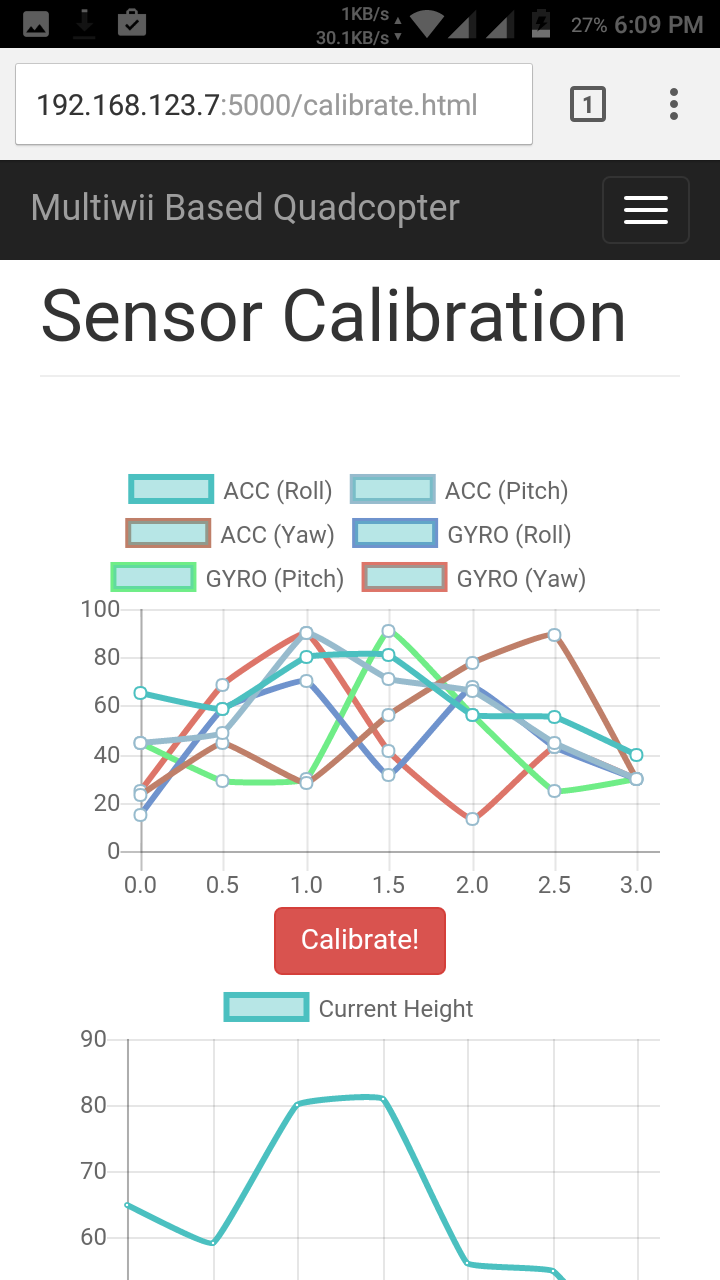 1KB/s
30.1KB/s
27% 6:09 PM
192.168.123.7:5000/calibrate.html
1
Multiwii Based Quadcopter
Sensor Calibration
ACC (Roll) ACC (Pitch)
ACC (Yaw) GYRO (Roll)
GYRO (Pitch) GYRO (Yaw)
100
80
60
40
20
0
0.0 0.5 1.0 1.5 2.0 2.5 3.0
Calibrate!
Current Height
90
80
70
60